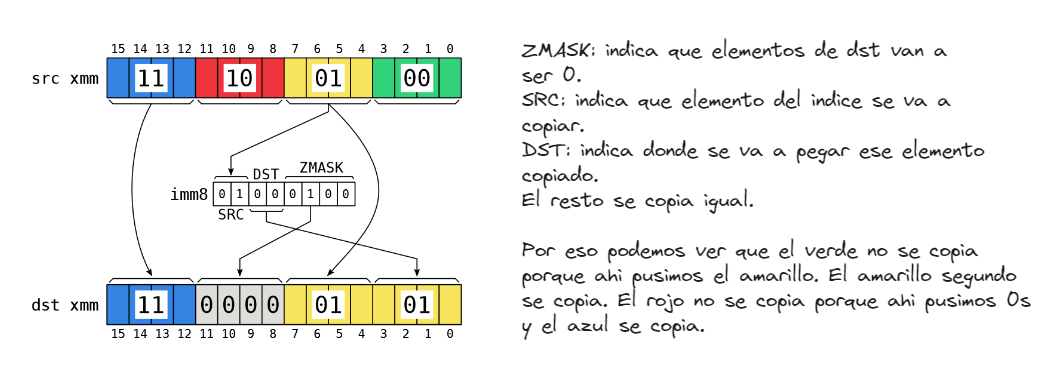 15 14 13 12 11 10 9 8 7 6 5 4 3 2 1 0
src xmm 11 10 01 00
DST ZMASK
imm8 0 1 0 0 0 1 0 0
SRC
dst xmm 11 0 0 0 0 01 01
15 14 13 12 11 10 9 8 7 6 5 4 3 2 1 0
ZMASK: indica que elementos de dst van a
ser 0.
SRC: indica que elemento del indice se va a
copiar.
DST: indica donde se va a pegar ese elemento
copiado.
El resto se copia igual.
Por eso podemos ver que el verde no se copia
porque ahi pusimos el amarillo. El amarillo segundo
se copia. El rojo no se copia porque ahi pusimos 0s
y el azul se copia.